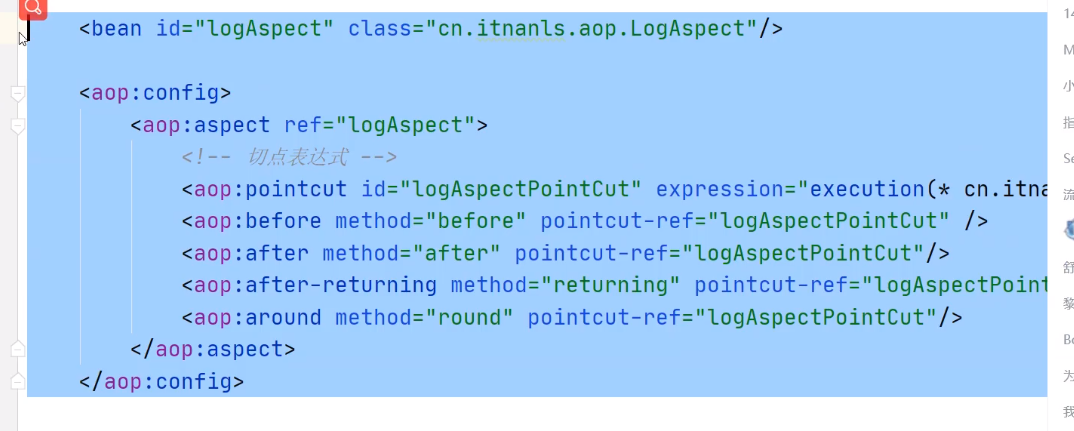 <bean id="logAspect" class="cn.itnanls.aop.LogAspect"/>
<aop:config>
<aop:aspect ref="logAspect">
<!-- 切点表达式 -->
<aop:pointcut id="logAspectPointCut" expression="execution(* cn.itna
<aop:before method="before" pointcut-ref="logAspectPointCut" />
<aop:after method="after" pointcut-ref="logAspectPointCut"/>
<aop:after-returning method="returning" pointcut-ref="logAspectPoint
<aop:around method="round" pointcut-ref="logAspectPointCut"/>
</aop:aspect>
</aop:config>
14
M
小
指
Se
流
舒
黎
Bo
为
我